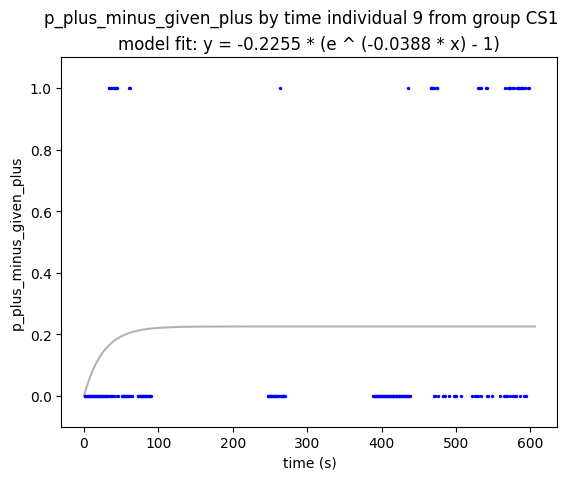 p_plus_minus_given_plus by time individual 9 from group CS1
model fit: y = -0.2255 * (e ^ (-0.0388 * x) - 1)
1.0
0.8
0.6
0.4
0.2
0.0
p_plus_minus_given_plus
0 100 200 300 400 500 600
time (s)